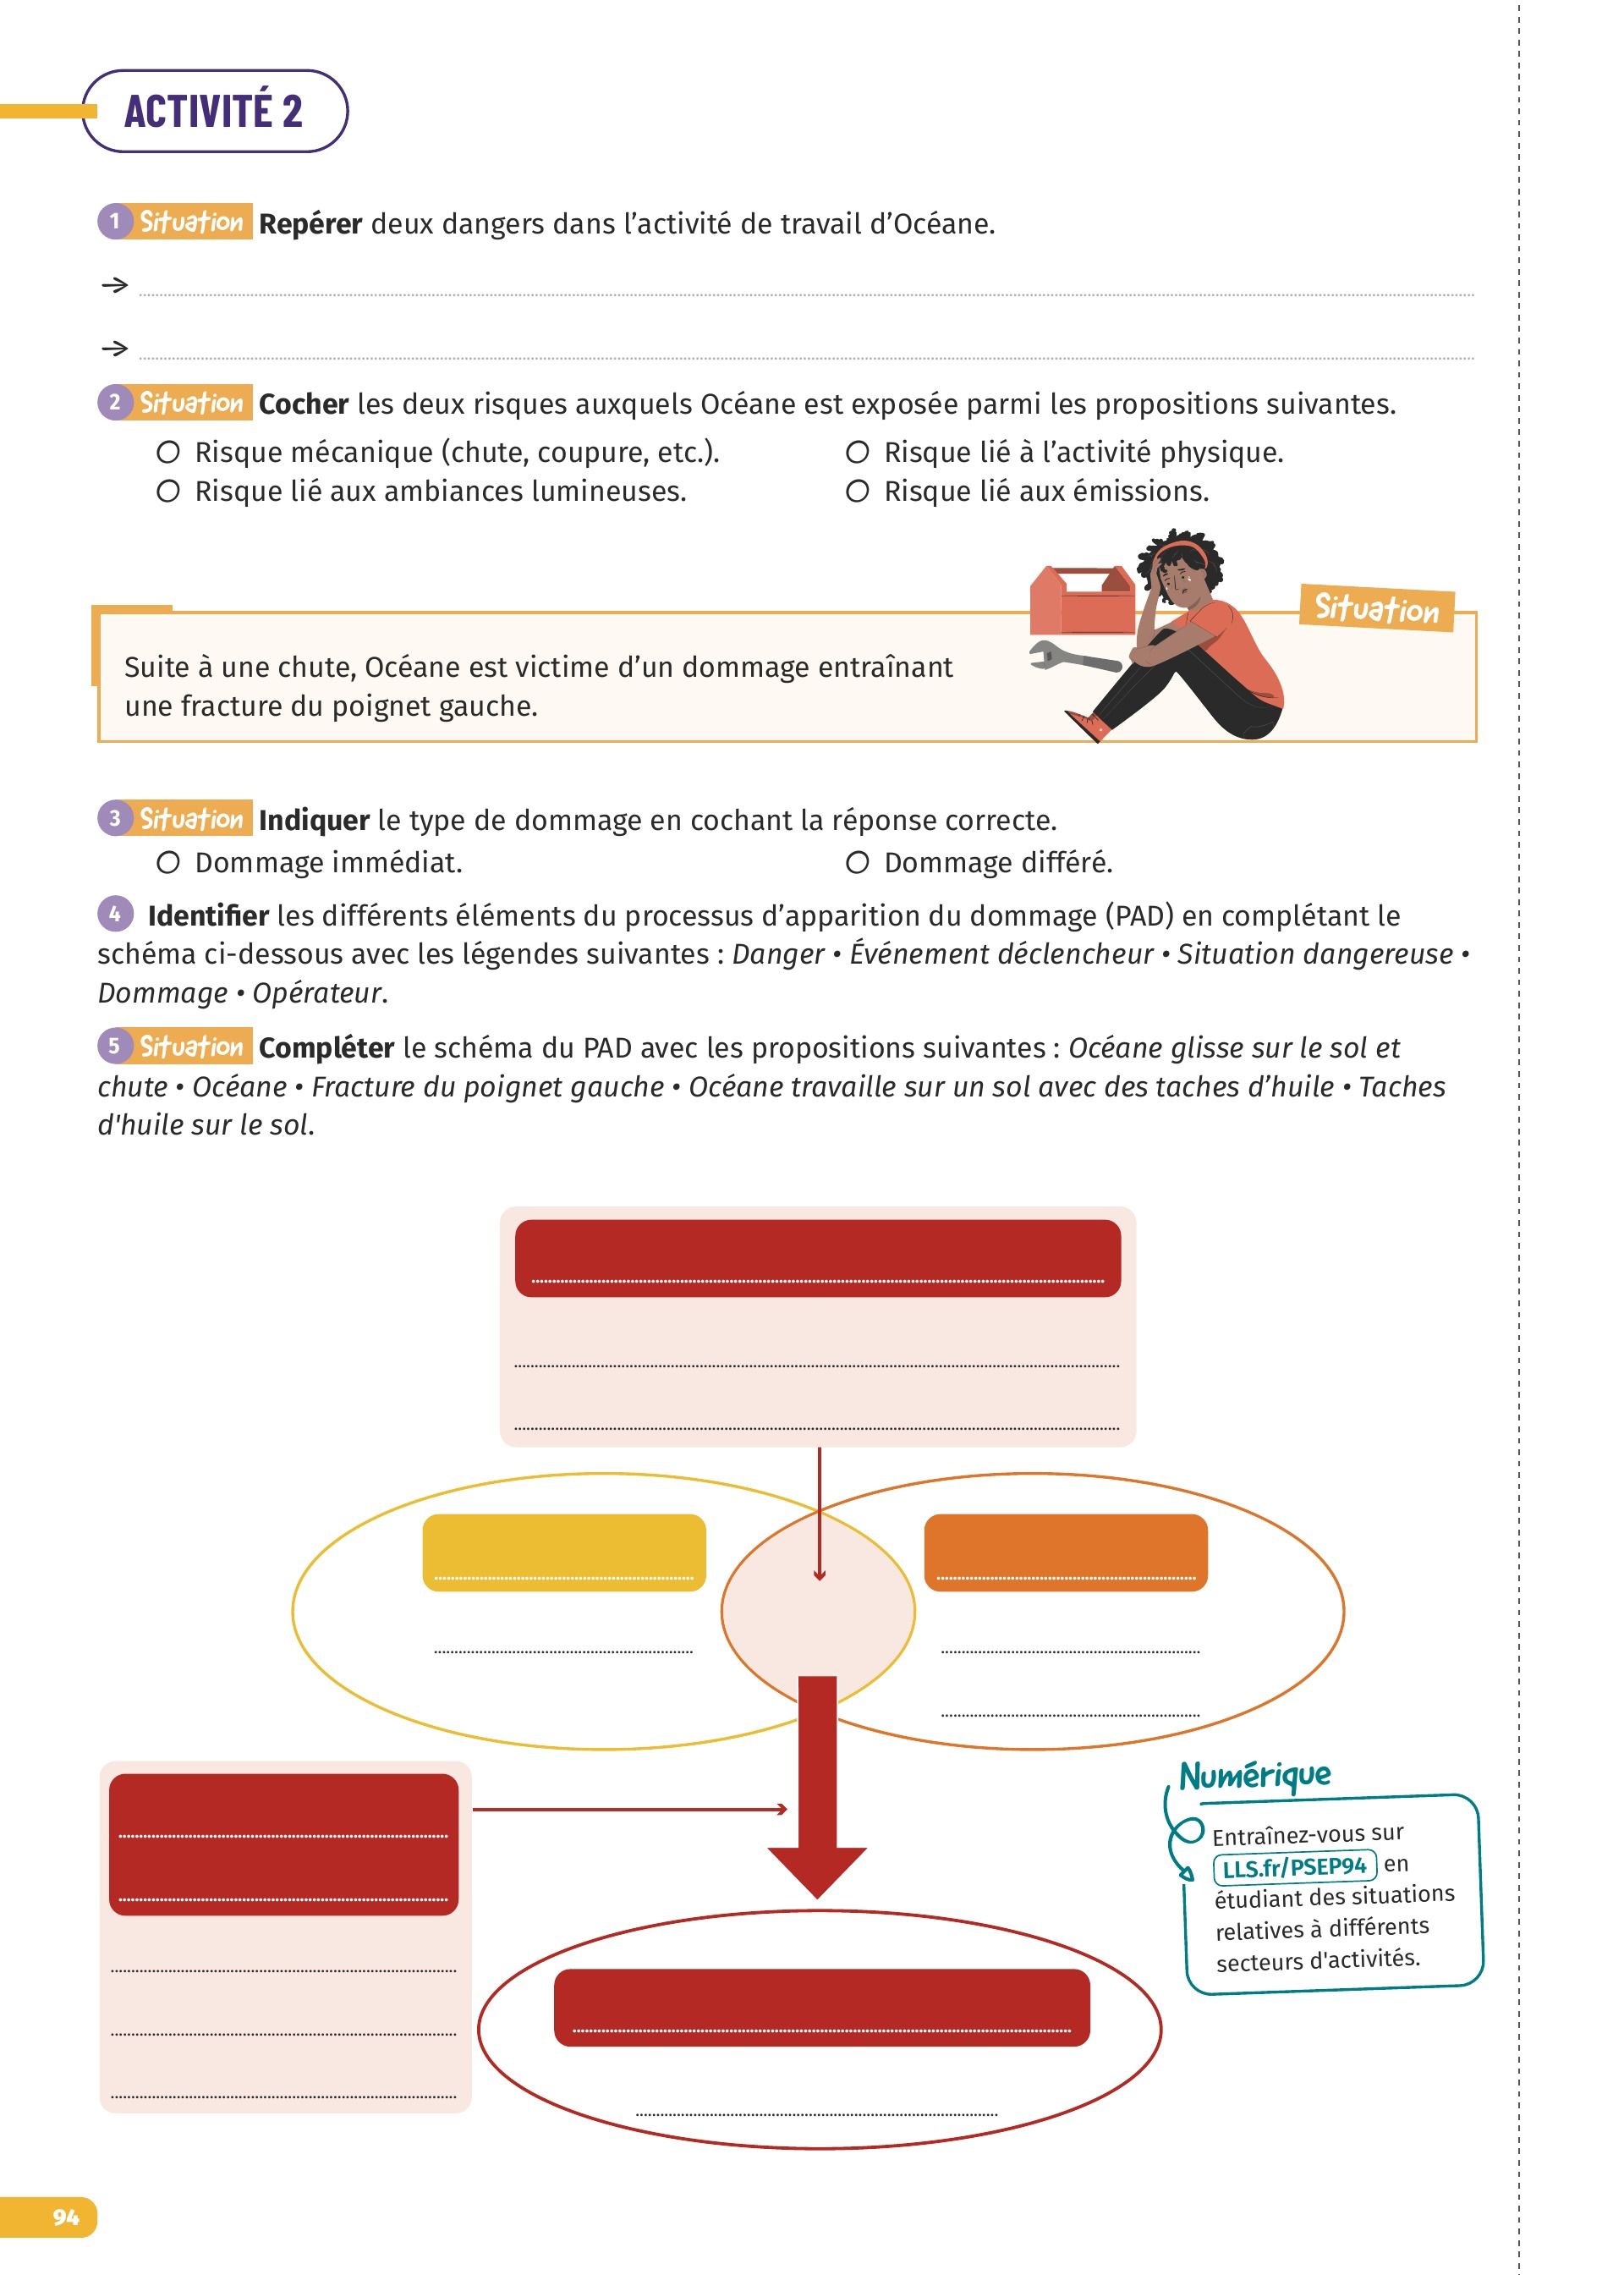 ACTIVITÉ 2
1 Situation Repérer deux dangers dans l’activité de travail d’Océane.
2 Situation Cocher les deux risques auxquels Océane est exposée parmi les propositions suivantes.
Risque mécanique (chute, coupure, etc.).
Risque lié à l’activité physique.
Risque lié aux ambiances lumineuses.
Risque lié aux émissions.
Situation
Suite à une chute, Océane est victime d’un dommage entraînant
une fracture du poignet gauche.
3 Situation Indiquer le type de dommage en cochant la réponse correcte.
Dommage immédiat.
Dommage différé.
4 Identifier les différents éléments du processus d’apparition du dommage (PAD) en complétant le
schéma ci-dessous avec les légendes suivantes : Danger • Événement déclencheur • Situation dangereuse •
Dommage • Opérateur.
5 Situation Compléter le schéma du PAD avec les propositions suivantes : Océane glisse sur le sol et
chute • Océane • Fracture du poignet gauche • Océane travaille sur un sol avec des taches d’huile • Taches
d'huile sur le sol.
Numérique
Entraînez-vous sur
LLS.fr/PSEP94 en
étudiant des situations
relatives à différents
secteurs d'activités.
94